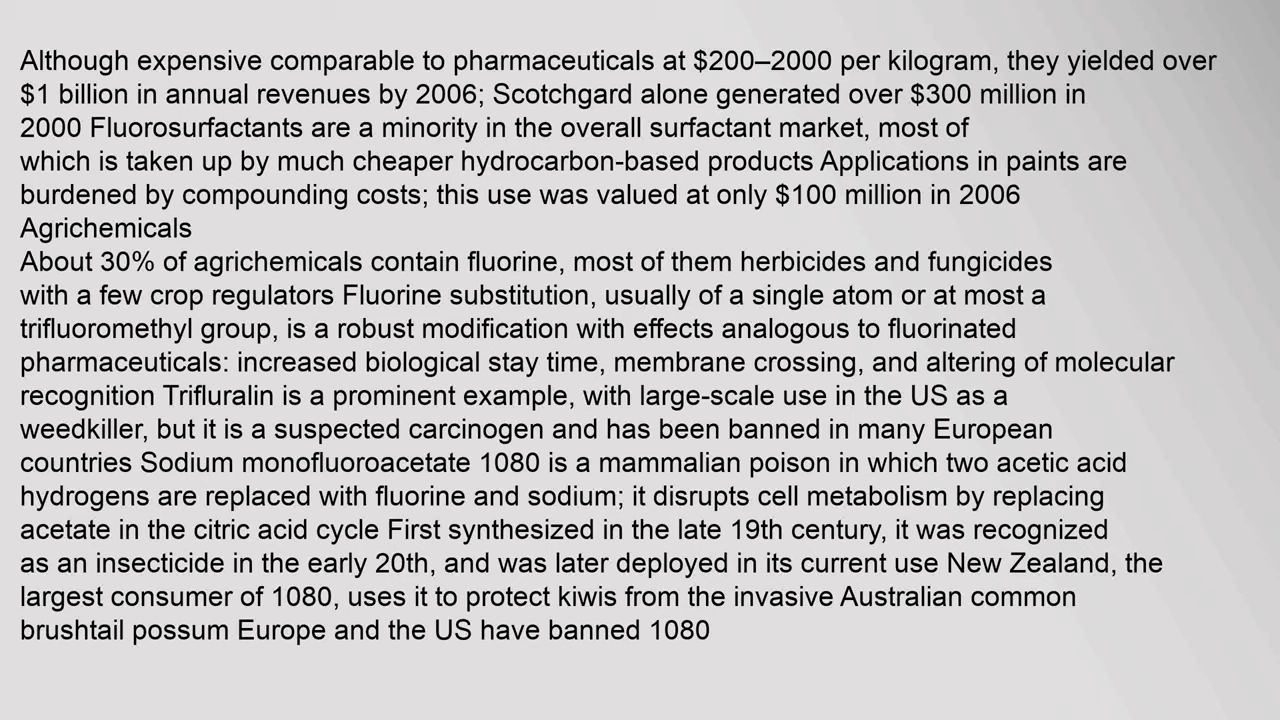 Although expensive comparable to pharmaceuticals at $200–2000 per kilogram, they yielded over
$1 billion in annual revenues by 2006; Scotchgard alone generated over $300 million in
2000 Fluorosurfactants are a minority in the overall surfactant market, most of
which is taken up by much cheaper hydrocarbon-based products Applications in paints are
burdened by compounding costs; this use was valued at only $100 million in 2006
Agrichemicals
About 30% of agrichemicals contain fluorine, most of them herbicides and fungicides
with a few crop regulators Fluorine substitution, usually of a single atom or at most a
trifluoromethyl group, is a robust modification with effects analogous to fluorinated
pharmaceuticals: increased biological stay time, membrane crossing, and altering of molecular
recognition Trifluralin is a prominent example, with large-scale use in the US as a
weedkiller, but it is a suspected carcinogen and has been banned in many European
countries Sodium monofluoroacetate 1080 is a mammalian poison in which two acetic acid
hydrogens are replaced with fluorine and sodium; it disrupts cell metabolism by replacing
acetate in the citric acid cycle First synthesized in the late 19th century, it was recognized
as an insecticide in the early 20th, and was later deployed in its current use New Zealand, the
largest consumer of 1080, uses it to protect kiwis from the invasive Australian common
brushtail possum Europe and the US have banned 1080